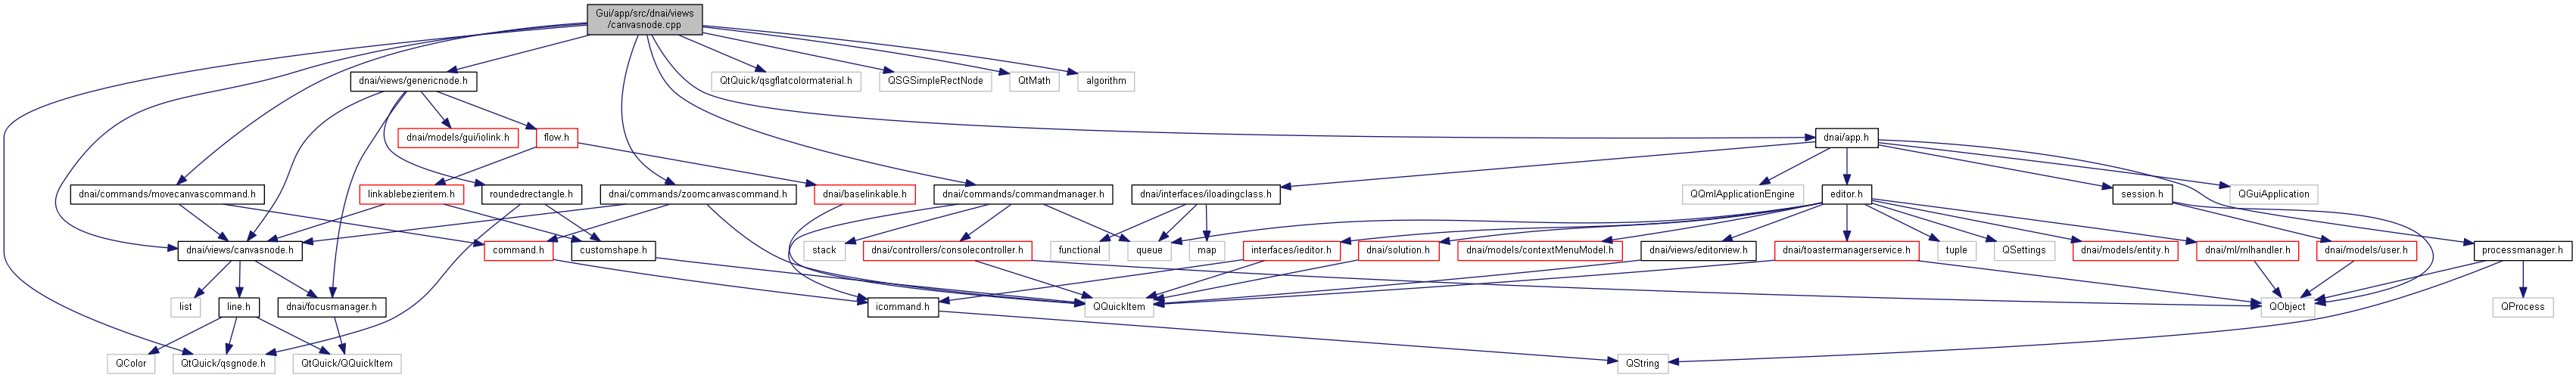 Gui/app/src/dnai/views
/canvasnode.cpp
dnai/views/genericnode.h
QtQuick/qsgflatcolormaterial.h
QSGSimpleRectNode
QtMath
algorithm
dnai/models/gui/iolink.h
flow.h
dnai/app.h
dnai/commands/movecanvascommand.h
linkablebezieritem.h
roundedrectangle.h
dnai/commands/zoomcanvascommand.h
dnai/baselinkable.h
dnai/commands/commandmanager.h
dnai/interfaces/iloadingclass.h
QQmlApplicationEngine
editor.h
session.h
QGuiApplication
dnai/views/canvasnode.h
command.h
customshape.h
stack
dnai/controllers/consolecontroller.h
functional
queue
map
interfaces/ieditor.h
dnai/solution.h
dnai/models/contextMenuModel.h
dnai/views/editorview.h
dnai/toastermanagerservice.h
tuple
QSettings
dnai/models/entity.h
dnai/ml/mlhandler.h
dnai/models/user.h
processmanager.h
list
line.h
dnai/focusmanager.h
icommand.h
QQuickItem
QObject
QProcess
QColor
QtQuick/qsgnode.h
QtQuick/QQuickItem
QString